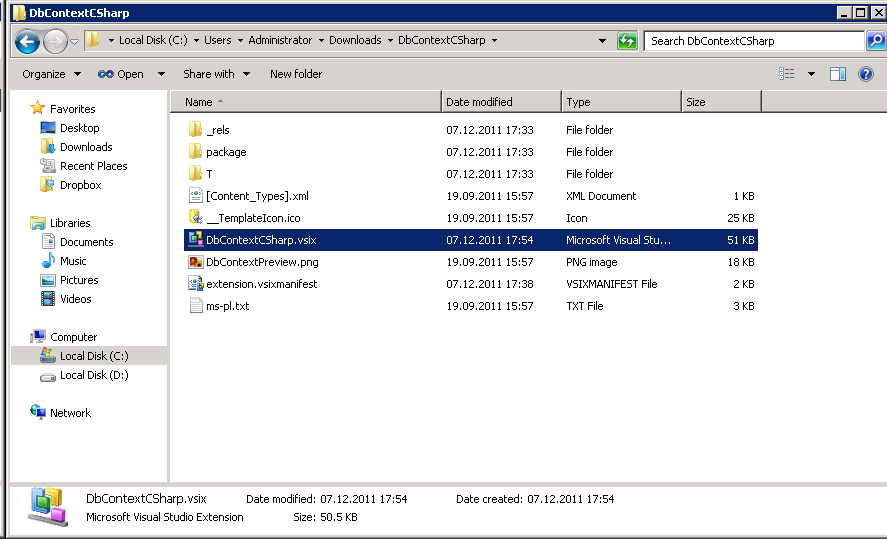 DbContextCSharp
Local Disk (C:) Users Administrator Downloads DbContextCSharp Search DbContextCSharp
Organize Open Share with New folder
Name Date modified Type Size
Favorites
Desktop
Downloads
Recent Places
Dropbox
Libraries
Documents
Music
Pictures
Videos
Computer
Local Disk (C:)
Local Disk (D:)
Network
_rels 07.12.2011 17:33 File folder
package 07.12.2011 17:33 File folder
T 07.12.2011 17:33 File folder
[Content_Types].xml 19.09.2011 15:57 XML Document 1 KB
__TemplateIcon.ico 19.09.2011 15:57 Icon 25 KB
DbContextCSharp.vsix 07.12.2011 17:54 Microsoft Visual Stu... 51 KB
DbContextPreview.png 19.09.2011 15:57 PNG image 18 KB
extension.vsixmanifest 07.12.2011 17:38 VSIXMANIFEST File 2 KB
ms-pl.txt 19.09.2011 15:57 TXT File 3 KB
DbContextCSharp.vsix Date modified: 07.12.2011 17:54 Date created: 07.12.2011 17:54
Microsoft Visual Studio Extension Size: 50.5 KB